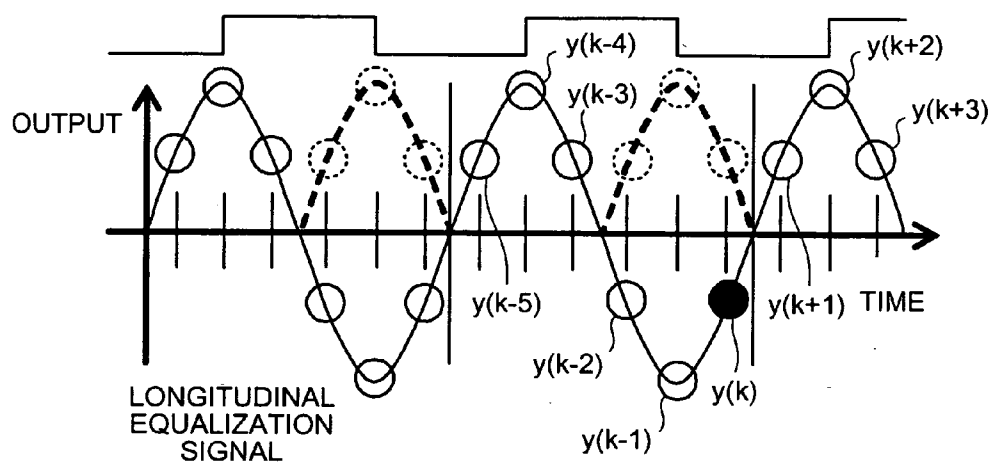 y(k-4)
y(k+2)
y(k-3)
y(k+3)
OUTPUT
y(k-5)
y(k+1)
TIME
y(k-2)
y(k)
y(k-1)
LONGITUDINAL
EQUALIZATION
SIGNAL